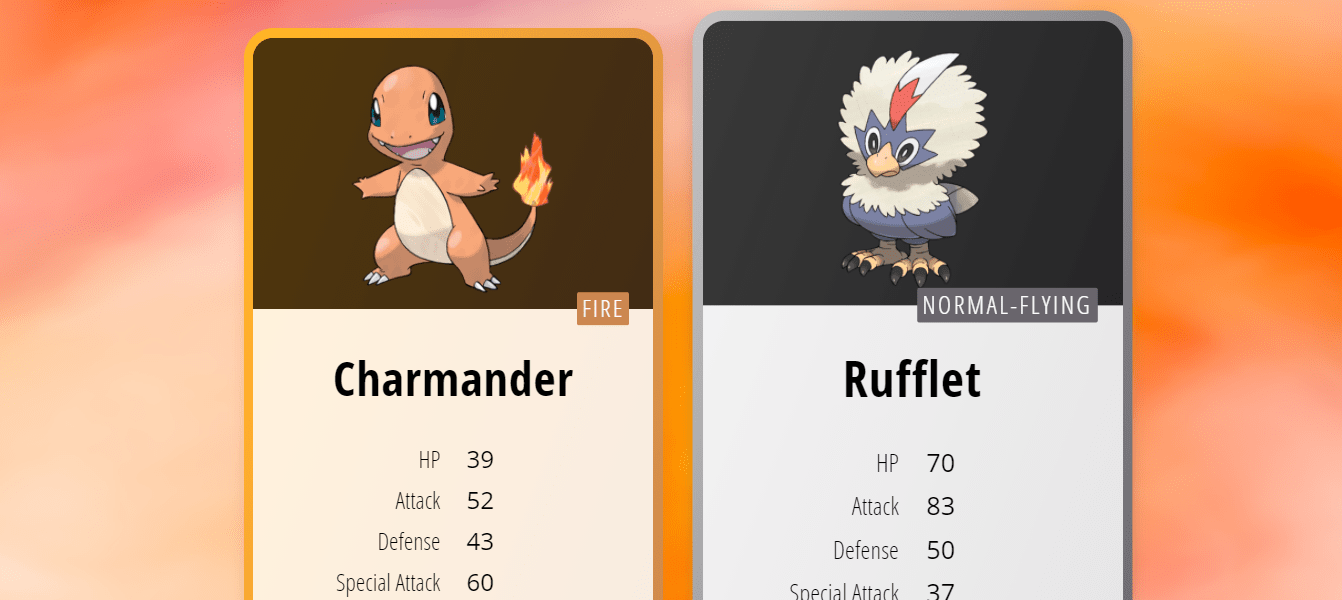 FIRE
Charmander
HP 39
Attack 52
Defense 43
Special Attack 60
NORMAL-FLYING
Rufflet
HP 70
Attack 83
Defense 50
Special Attack 37